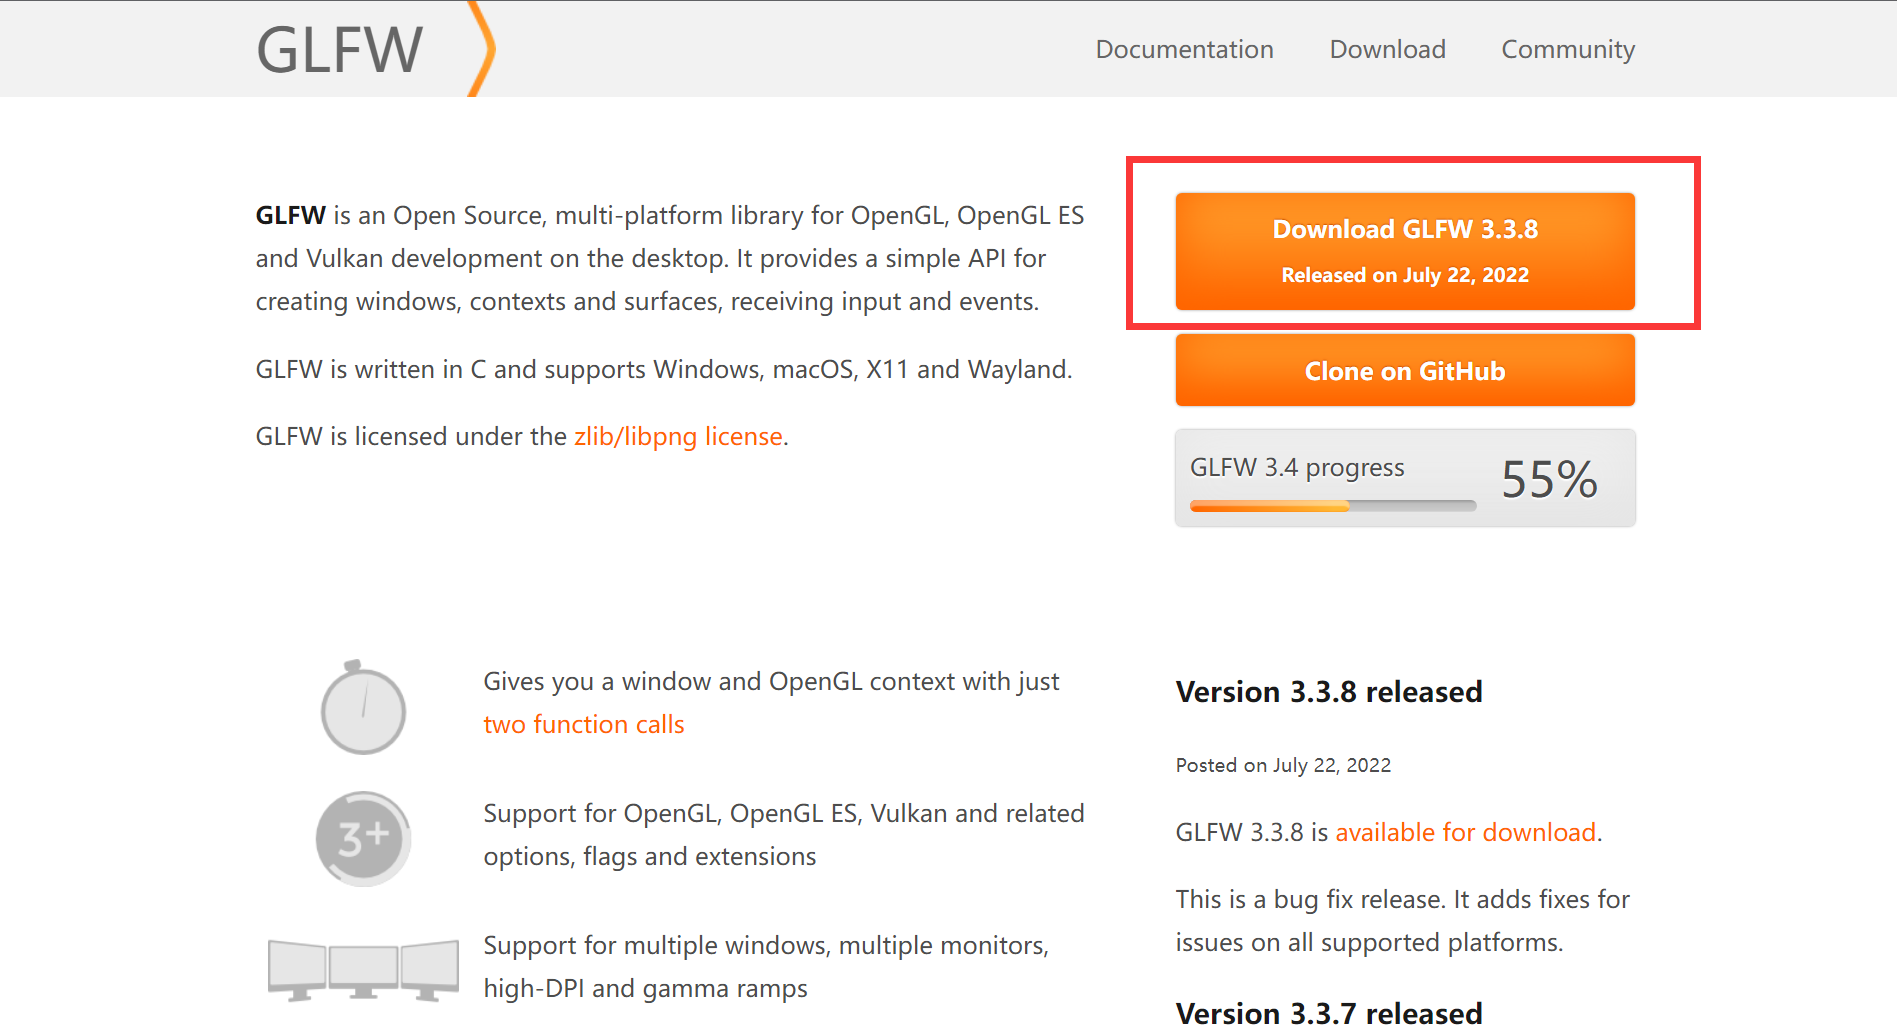 GLFW
Documentation Download Community
GLFW is an Open Source, multi-platform library for OpenGL, OpenGL ES
and Vulkan development on the desktop. It provides a simple API for
creating windows, contexts and surfaces, receiving input and events.
GLFW is written in C and supports Windows, macOS, X11 and Wayland.
GLFW is licensed under the zlib/libpng license.
Download GLFW 3.3.8
Released on July 22, 2022
Clone on GitHub
GLFW 3.4 progress
55%
Gives you a window and OpenGL context with just
two function calls
3+
Support for OpenGL, OpenGL ES, Vulkan and related
options, flags and extensions
Support for multiple windows, multiple monitors,
high-DPI and gamma ramps
Version 3.3.8 released
Posted on July 22, 2022
GLFW 3.3.8 is available for download.
This is a bug fix release. It adds fixes for
issues on all supported platforms.
Version 3.3.7 released